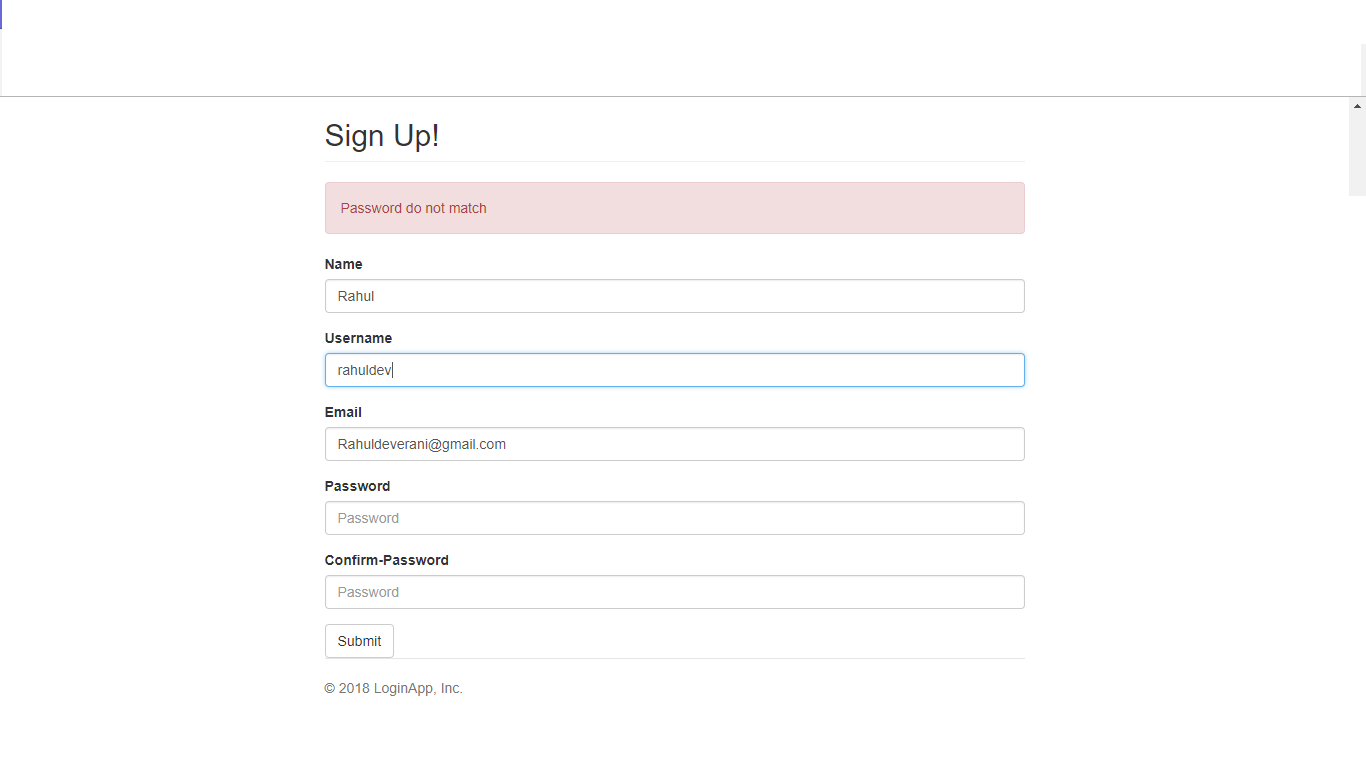 Sign Up!
Password do not match
Name
Rahul
Username
rahuldev
Email
Rahuldeverani@gmail.com
Password
Password
Confirm-Password
Password
Submit
© 2018 LoginApp, Inc.